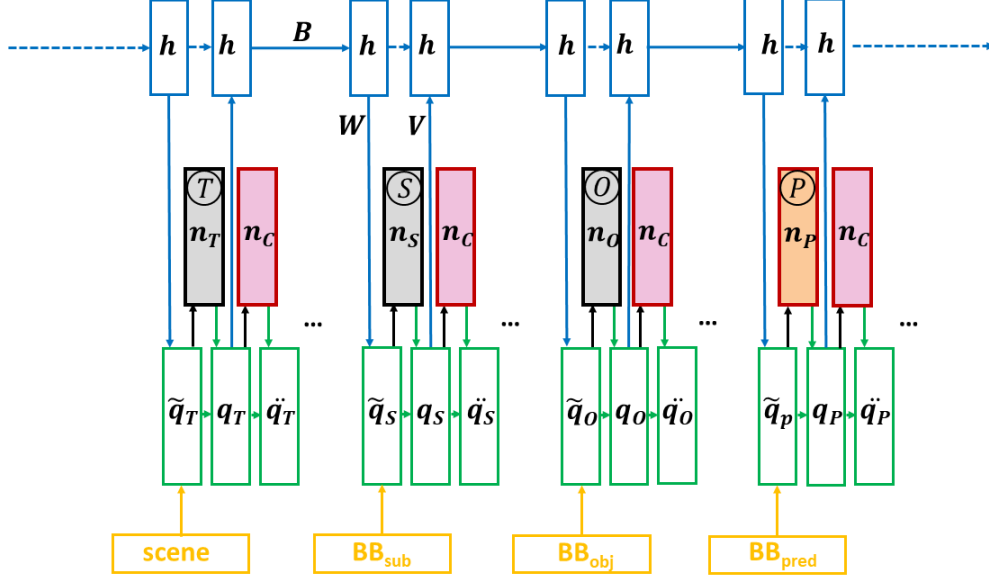 h h B h h h h h h
W V
T S O P
n_T n_C n_S n_C n_O n_C n_P n_C
... ... ... ...
q̃_T q_T q̈_T q̃_S q_S q̈_S q̃_O q_O q̈_O q̃_p q_P q̈_P
scene BB_sub BB_obj BB_pred